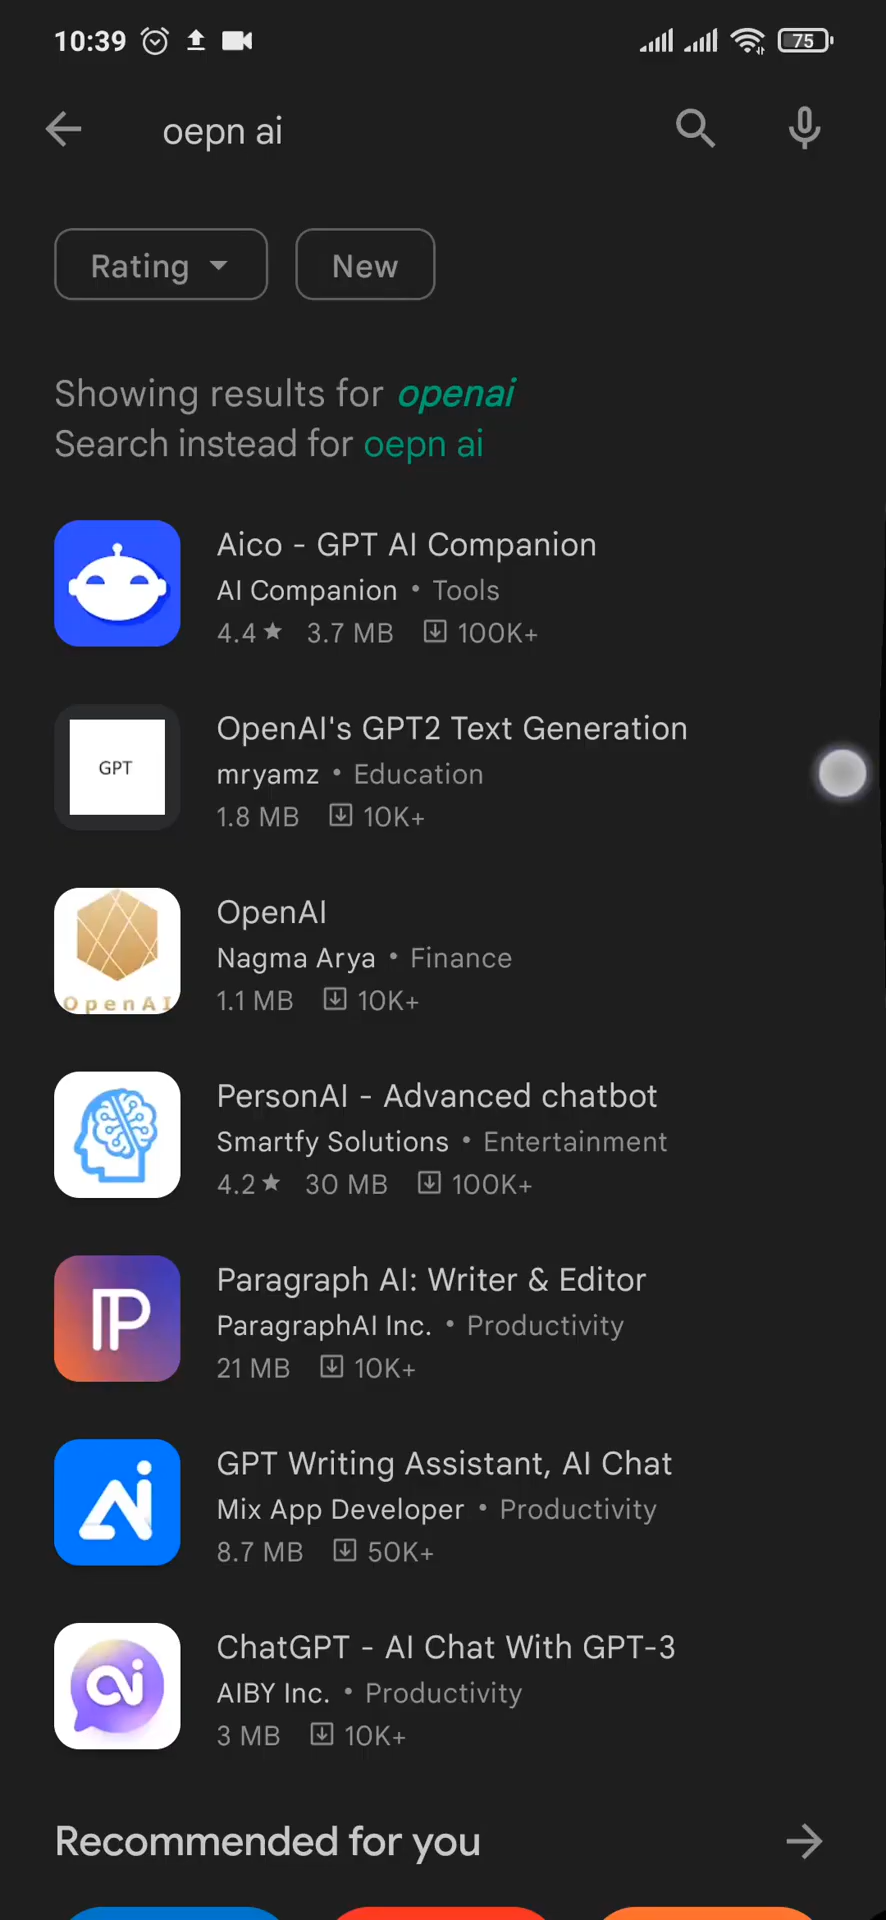 10:39
75
oepn ai
Rating
New
Showing results for openai
Search instead for oepn ai
Aico - GPT AI Companion
AI Companion • Tools
4.4★ 3.7 MB 100K+
GPT
OpenAI's GPT2 Text Generation
mryamz • Education
1.8 MB 10K+
OpenAI
OpenAI
Nagma Arya • Finance
1.1 MB 10K+
PersonAI - Advanced chatbot
Smartfy Solutions • Entertainment
4.2★ 30 MB 100K+
Paragraph AI: Writer & Editor
ParagraphAI Inc. • Productivity
21 MB 10K+
GPT Writing Assistant, AI Chat
Mix App Developer • Productivity
8.7 MB 50K+
ChatGPT - AI Chat With GPT-3
AIBY Inc. • Productivity
3 MB 10K+
Recommended for you